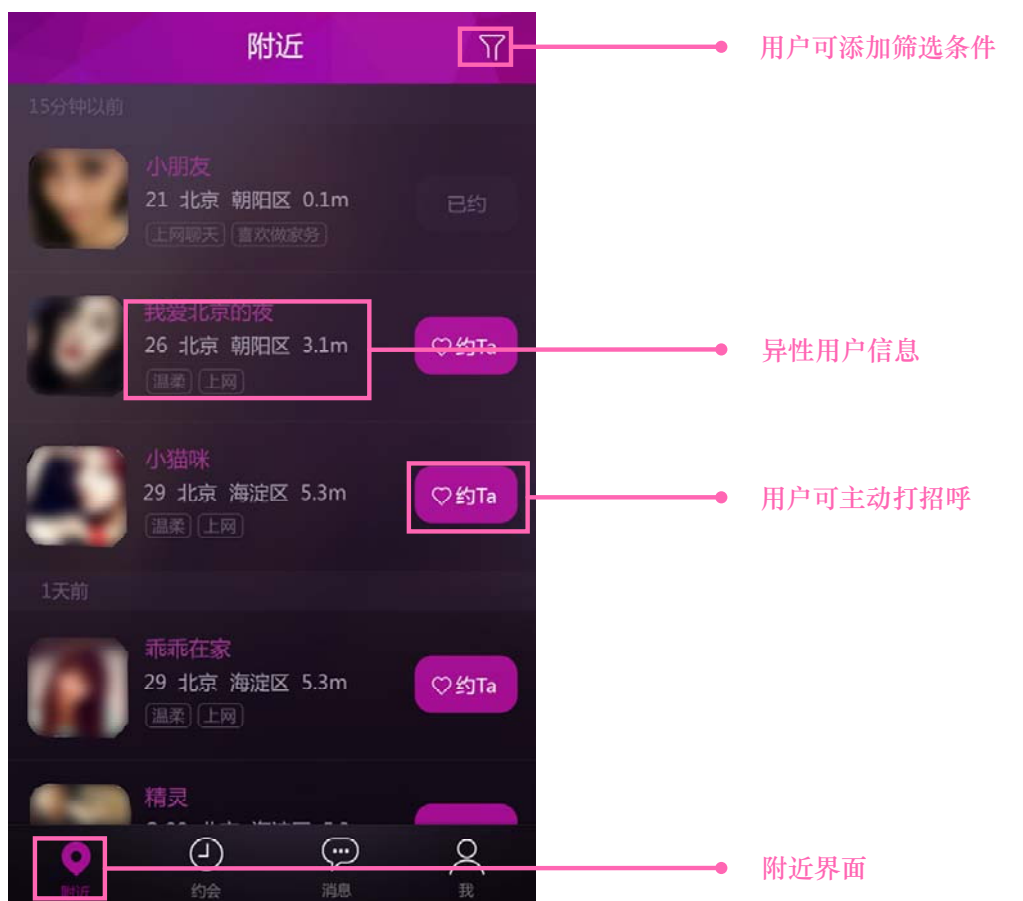 附近
用户可添加筛选条件
15分钟以前
小朋友
21 北京 朝阳区 0.1m
已约
上网聊天 喜欢做家务
我爱北京的夜
26 北京 朝阳区 3.1m
♡约Ta
异性用户信息
温柔 上网
小猫咪
29 北京 海淀区 5.3m
♡约Ta
用户可主动打招呼
温柔 上网
1天前
乖乖在家
29 北京 海淀区 5.3m
♡约Ta
温柔 上网
精灵
附近界面
附近 约会 消息 我